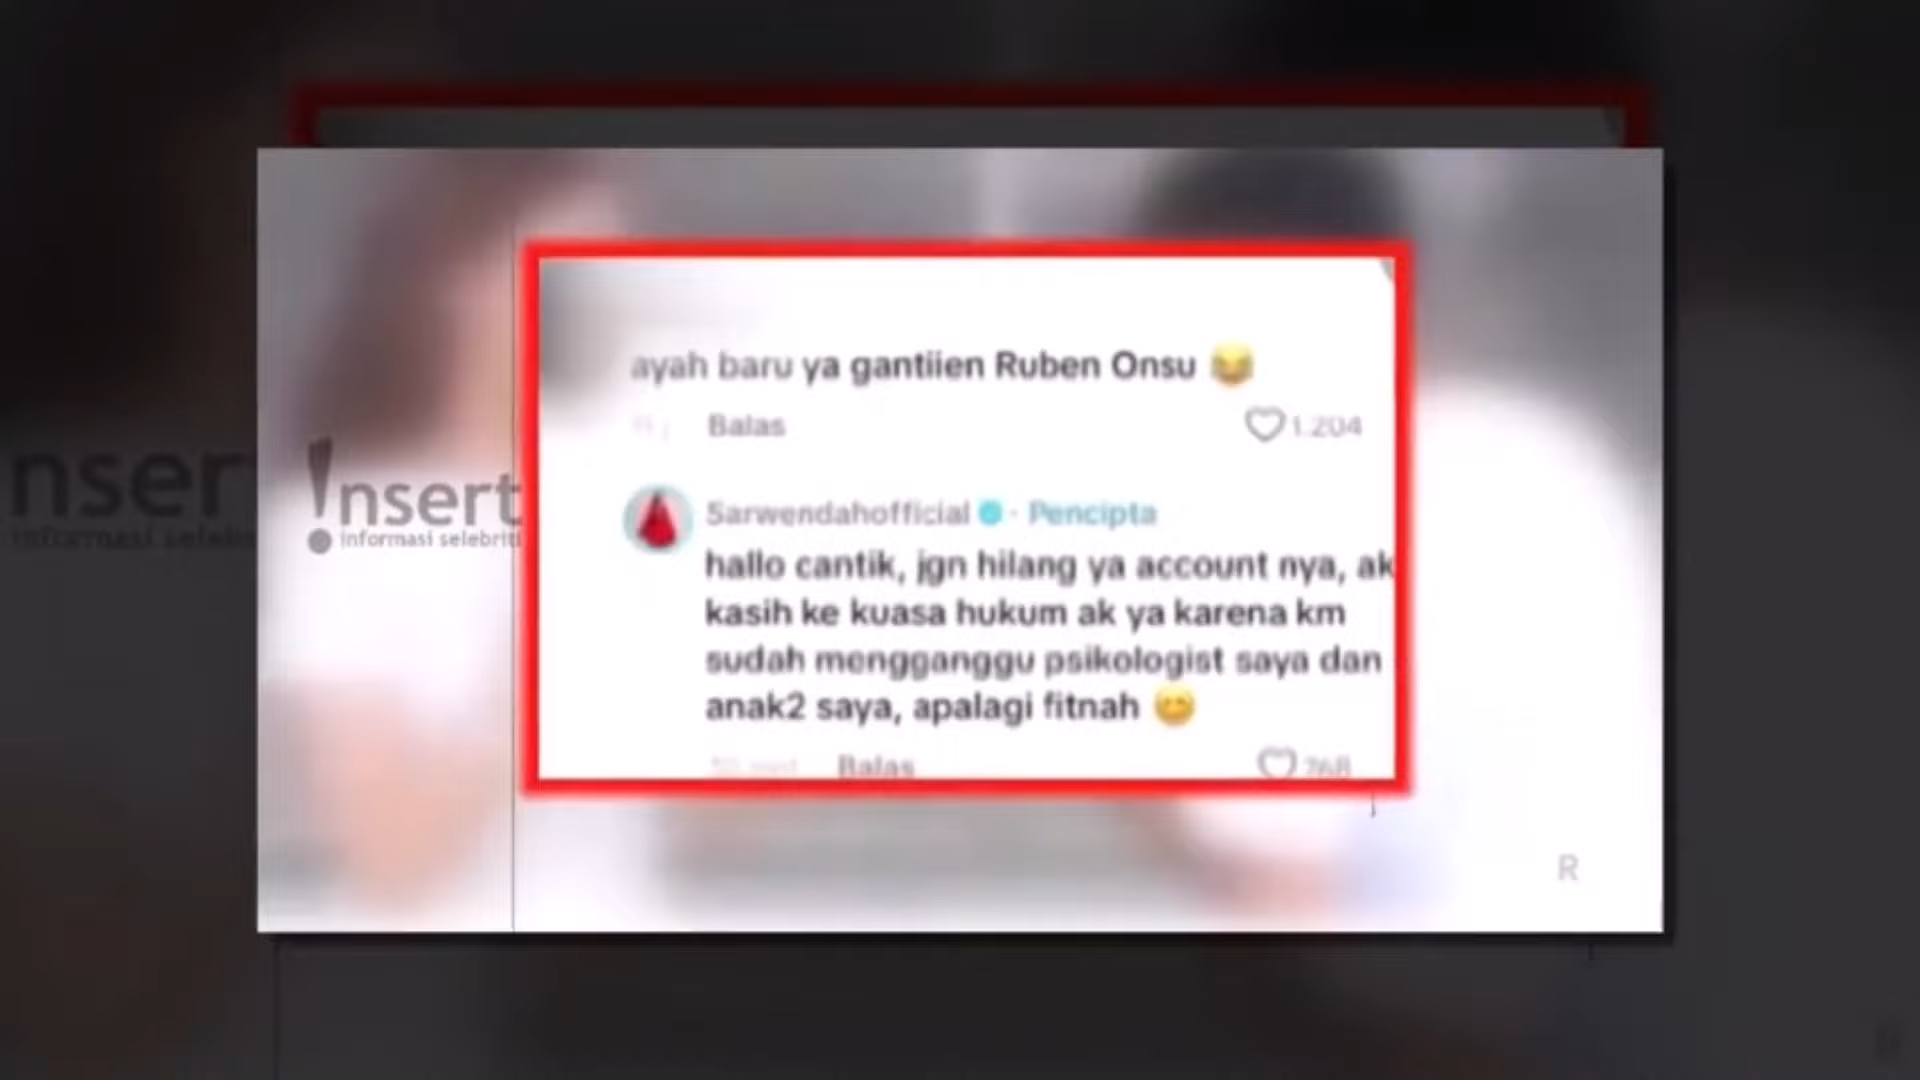 ayah baru ya gantiien Ruben Onsu 😂
Balas 1.204
nsert
!nsert
informasi selebriti
Sarwendahofficial · Pencipta
hallo cantik, jgn hilang ya account nya, ak
kasih ke kuasa hukum ak ya karena km
sudah mengganggu psikologist saya dan
anak2 saya, apalagi fitnah 😊
Balas 768
R